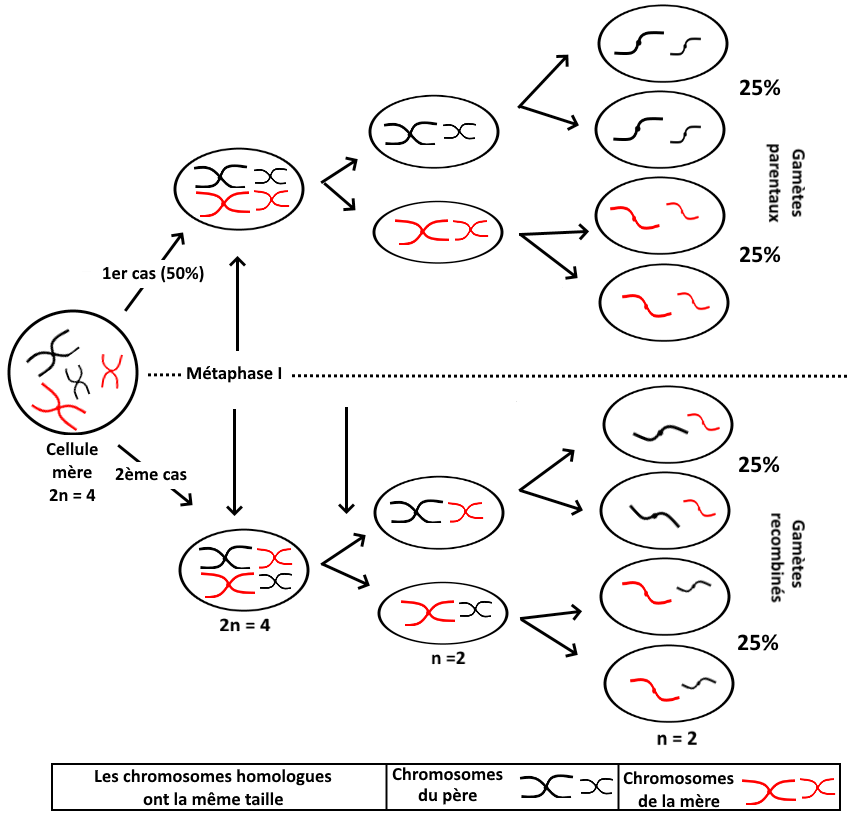 25%
Gamètes
parentaux
25%
1er cas (50%)
Métaphase I
Cellule
mère
2n = 4
2ème cas
25%
Gamètes
recombinés
25%
2n = 4
n =2
n = 2
Les chromosomes homologues
ont la même taille
Chromosomes
du père
Chromosomes
de la mère